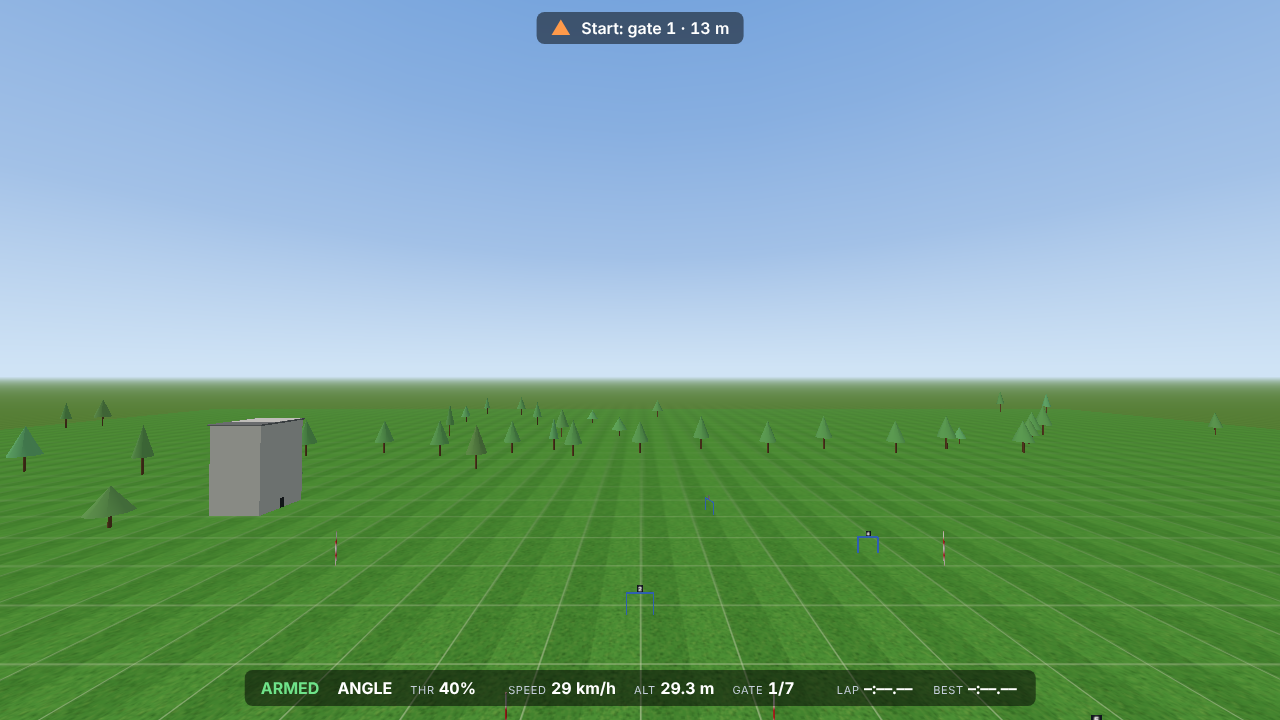 Start: gate 1 · 13 m
ARMED ANGLE THR 40% SPEED 29 km/h ALT 29.3 m GATE 1/7 LAP –:––.–– BEST –:––.––